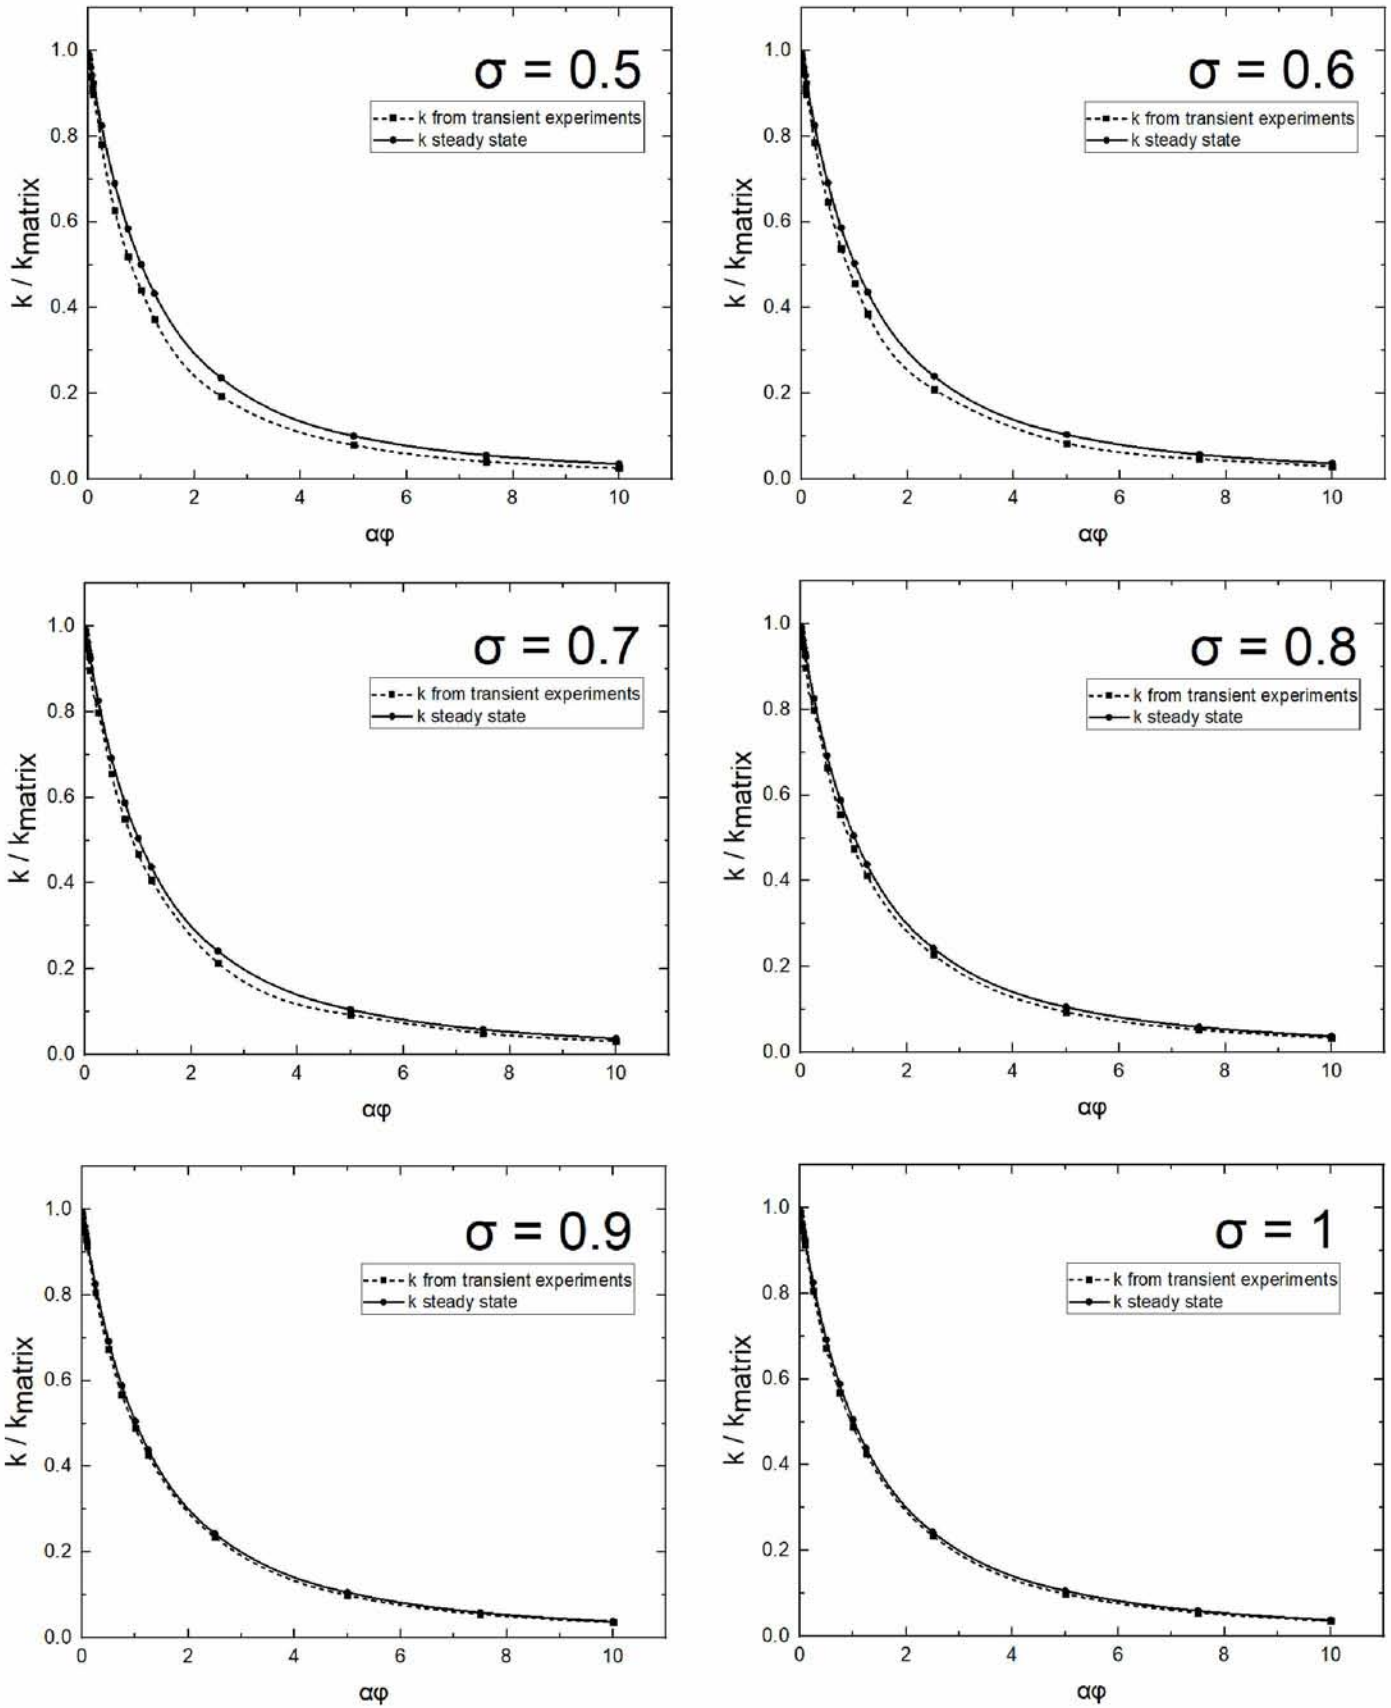 σ = 0.5
k from transient experiments
k steady state
k / kmatrix
1.0
0.8
0.6
0.4
0.2
0.0
0 2 4 6 8 10
αφ
σ = 0.6
k from transient experiments
k steady state
k / kmatrix
1.0
0.8
0.6
0.4
0.2
0.0
0 2 4 6 8 10
αφ
σ = 0.7
k from transient experiments
k steady state
k / kmatrix
1.0
0.8
0.6
0.4
0.2
0.0
0 2 4 6 8 10
αφ
σ = 0.8
k from transient experiments
k steady state
k / kmatrix
1.0
0.8
0.6
0.4
0.2
0.0
0 2 4 6 8 10
αφ
σ = 0.9
k from transient experiments
k steady state
k / kmatrix
1.0
0.8
0.6
0.4
0.2
0.0
0 2 4 6 8 10
αφ
σ = 1
k from transient experiments
k steady state
k / kmatrix
1.0
0.8
0.6
0.4
0.2
0.0
0 2 4 6 8 10
αφ